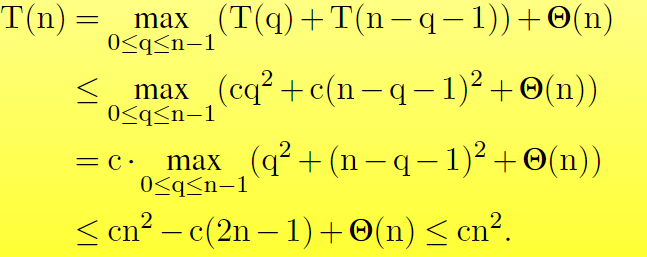 T(n) = max (T(q) + T(n − q − 1)) + Θ(n)
0≤q≤n−1
≤ max (cq² + c(n − q − 1)² + Θ(n))
0≤q≤n−1
= c · max (q² + (n − q − 1)² + Θ(n))
0≤q≤n−1
≤ cn² − c(2n − 1) + Θ(n) ≤ cn².